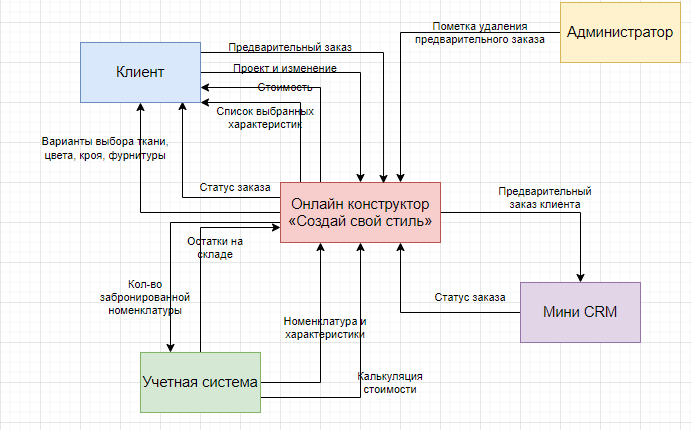 Пометка удаления
предварительного заказа
Администратор
Предварительный заказ
Клиент
Проект и изменение
Стоимость
Список выбранных
характеристик
Варианты выбора ткани,
цвета, кроя, фурнитуры
Статус заказа
Онлайн конструктор
«Создай свой стиль»
Предварительный
заказ клиента
Остатки на
складе
Кол-во
забронированной
номенклатуры
Статус заказа
Мини CRM
Номенклатура и
характеристики
Учетная система
Калькуляция
стоимости